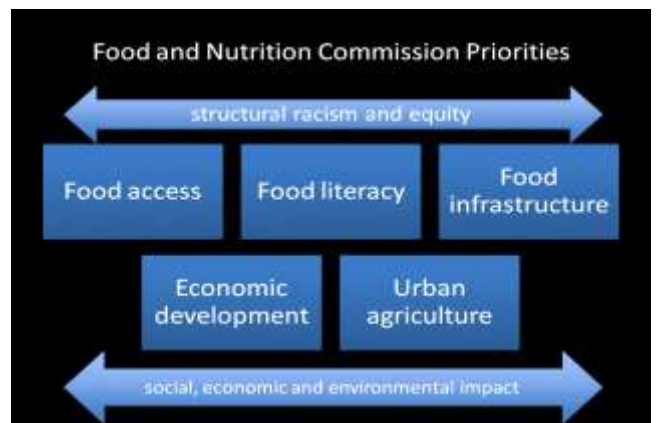 Food and Nutrition Commission Priorities
structural racism and equity
Food access
Food literacy
Food
infrastructure
Economic
development
Urban
agriculture
social, economic and environmental impact